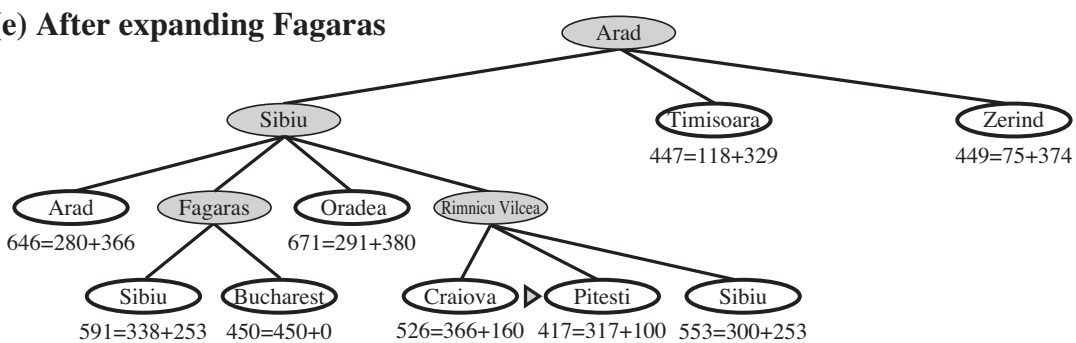 (e) After expanding Fagaras
Arad
Sibiu Timisoara Zerind
447=118+329 449=75+374
Arad Fagaras Oradea Rimnicu Vilcea
646=280+366 671=291+380
Sibiu Bucharest Craiova Pitesti Sibiu
591=338+253 450=450+0 526=366+160 417=317+100 553=300+253